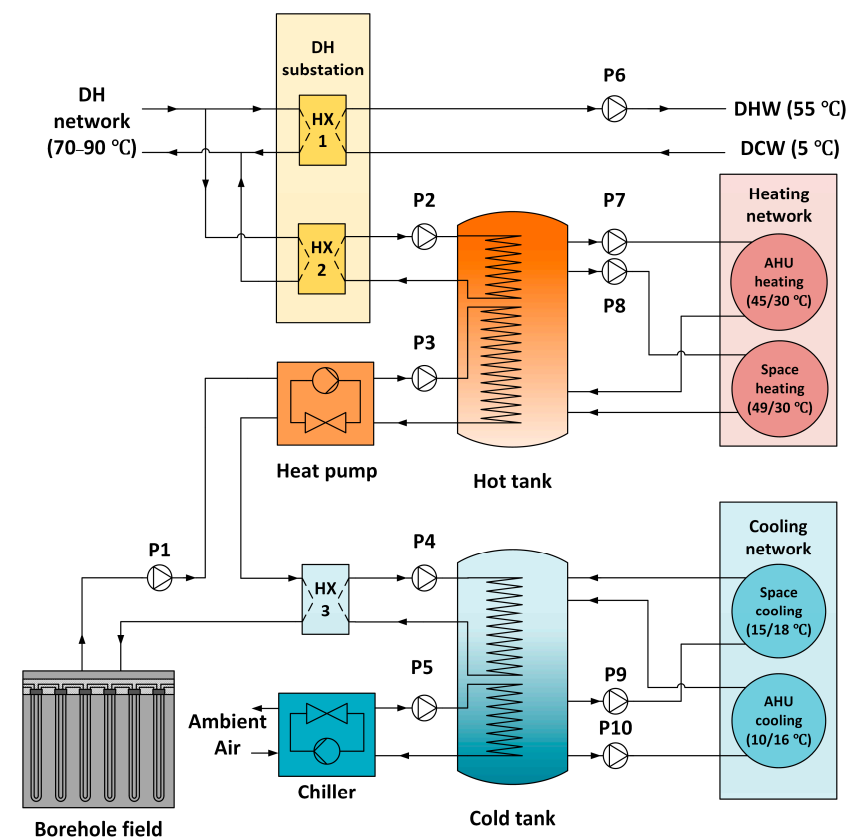 DH
substation
P6
DH
network
(70–90 ℃)
HX
1
DHW (55 ℃)
DCW (5 ℃)
P2
P7
Heating
network
HX
2
AHU
heating
(45/30 ℃)
P8
P3
Space
heating
(49/30 ℃)
Heat pump
Hot tank
Cooling
network
P1
P4
HX
3
Space
cooling
(15/18 ℃)
P5
P9
Ambient
Air
AHU
cooling
(10/16 ℃)
P10
Chiller
Cold tank
Borehole field